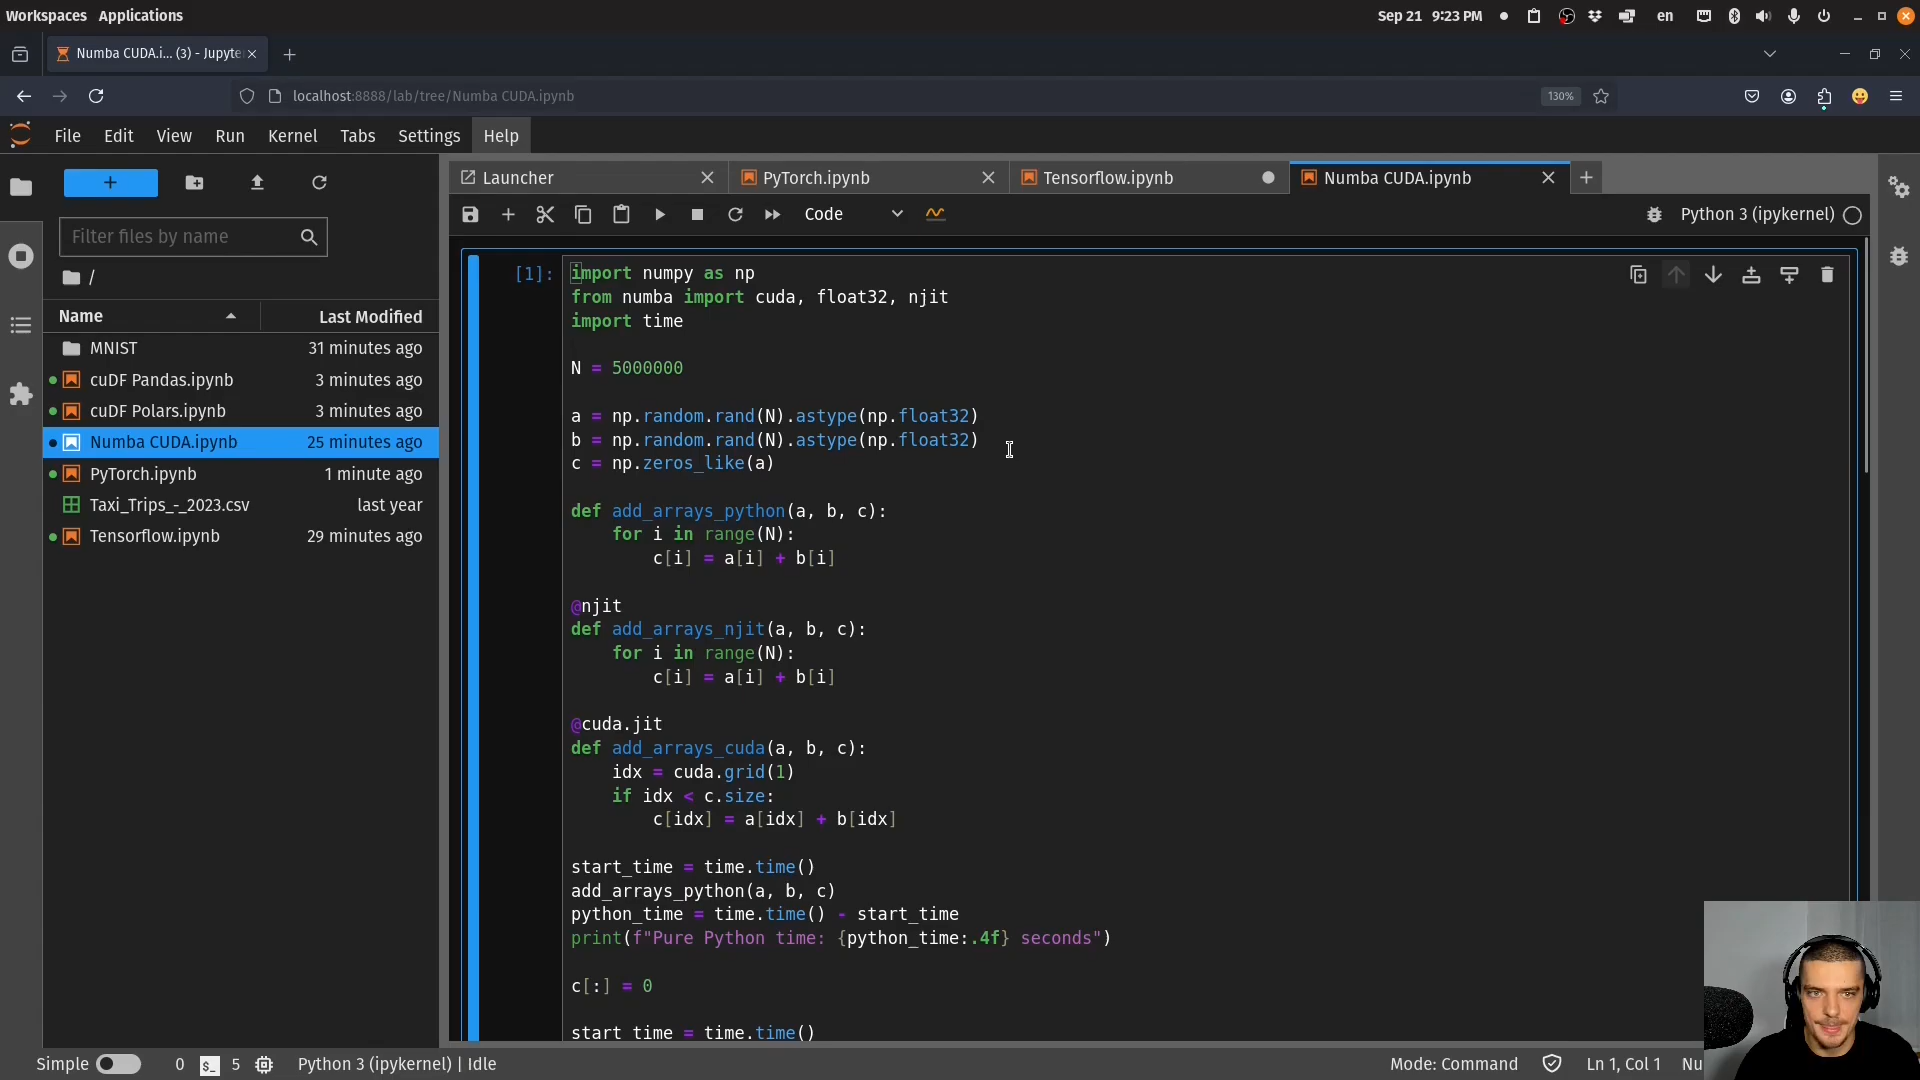 Workspaces Applications
Sep 21 9:23 PM
en
Numba CUDA.i... (3) - Jupyte
localhost:8888/lab/tree/Numba CUDA.ipynb
130%
File Edit View Run Kernel Tabs Settings Help
Filter files by name
/
Name Last Modified
MNIST 31 minutes ago
cuDF Pandas.ipynb 3 minutes ago
cuDF Polars.ipynb 3 minutes ago
Numba CUDA.ipynb 25 minutes ago
PyTorch.ipynb 1 minute ago
Taxi_Trips_-_2023.csv last year
Tensorflow.ipynb 29 minutes ago
Launcher PyTorch.ipynb Tensorflow.ipynb Numba CUDA.ipynb
Code
Python 3 (ipykernel)
[1]:
import numpy as np
from numba import cuda, float32, njit
import time
N = 5000000
a = np.random.rand(N).astype(np.float32)
b = np.random.rand(N).astype(np.float32)
c = np.zeros_like(a)
def add_arrays_python(a, b, c):
for i in range(N):
c[i] = a[i] + b[i]
@njit
def add_arrays_njit(a, b, c):
for i in range(N):
c[i] = a[i] + b[i]
@cuda.jit
def add_arrays_cuda(a, b, c):
idx = cuda.grid(1)
if idx < c.size:
c[idx] = a[idx] + b[idx]
start_time = time.time()
add_arrays_python(a, b, c)
python_time = time.time() - start_time
print(f"Pure Python time: {python_time:.4f} seconds")
c[:] = 0
start_time = time.time()
Simple 0 $_ 5 Python 3 (ipykernel) | Idle
Mode: Command Ln 1, Col 1 Nu